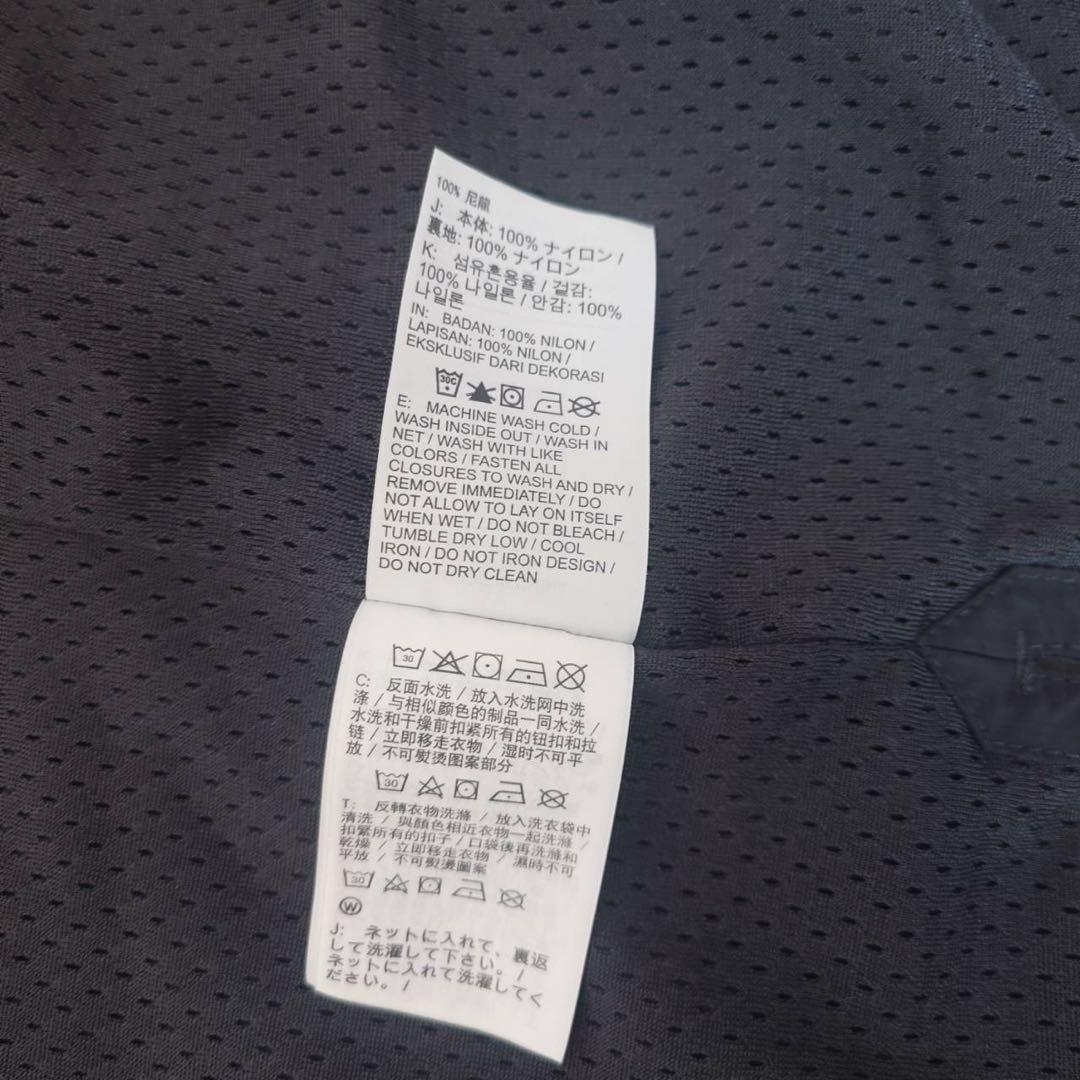 100% 尼龍
J: 本体: 100% ナイロン /
裏地: 100% ナイロン
K: 섬유혼용율 / 겉감:
100% 나일론 / 안감: 100%
나일론
IN: BADAN: 100% NILON /
LAPISAN: 100% NILON /
EKSKLUSIF DARI DEKORASI
30C
E: MACHINE WASH COLD /
WASH INSIDE OUT / WASH IN
NET / WASH WITH LIKE
COLORS / FASTEN ALL
CLOSURES TO WASH AND DRY /
REMOVE IMMEDIATELY / DO
NOT ALLOW TO LAY ON ITSELF
WHEN WET / DO NOT BLEACH /
TUMBLE DRY LOW / COOL
IRON / DO NOT IRON DESIGN /
DO NOT DRY CLEAN
30
C: 反面水洗 / 放入水洗网中洗
涤 / 与相似颜色的制品一同水洗 /
水洗和干燥前扣紧所有的钮扣和拉
链 / 立即移走衣物 / 湿时不可平
放 / 不可熨烫图案部分
30
T: 反轉衣物洗滌 / 放入洗衣袋中
清洗 / 與顏色相近衣物一起洗滌 /
扣緊所有的扣子 / 口袋後再洗滌和
乾燥 / 立即移走衣物 / 濕時不可
平放 / 不可熨燙圖案
30
W
J: ネットに入れて、裏返
して洗濯して下さい。/
ネットに入れて洗濯してく
ださい。/